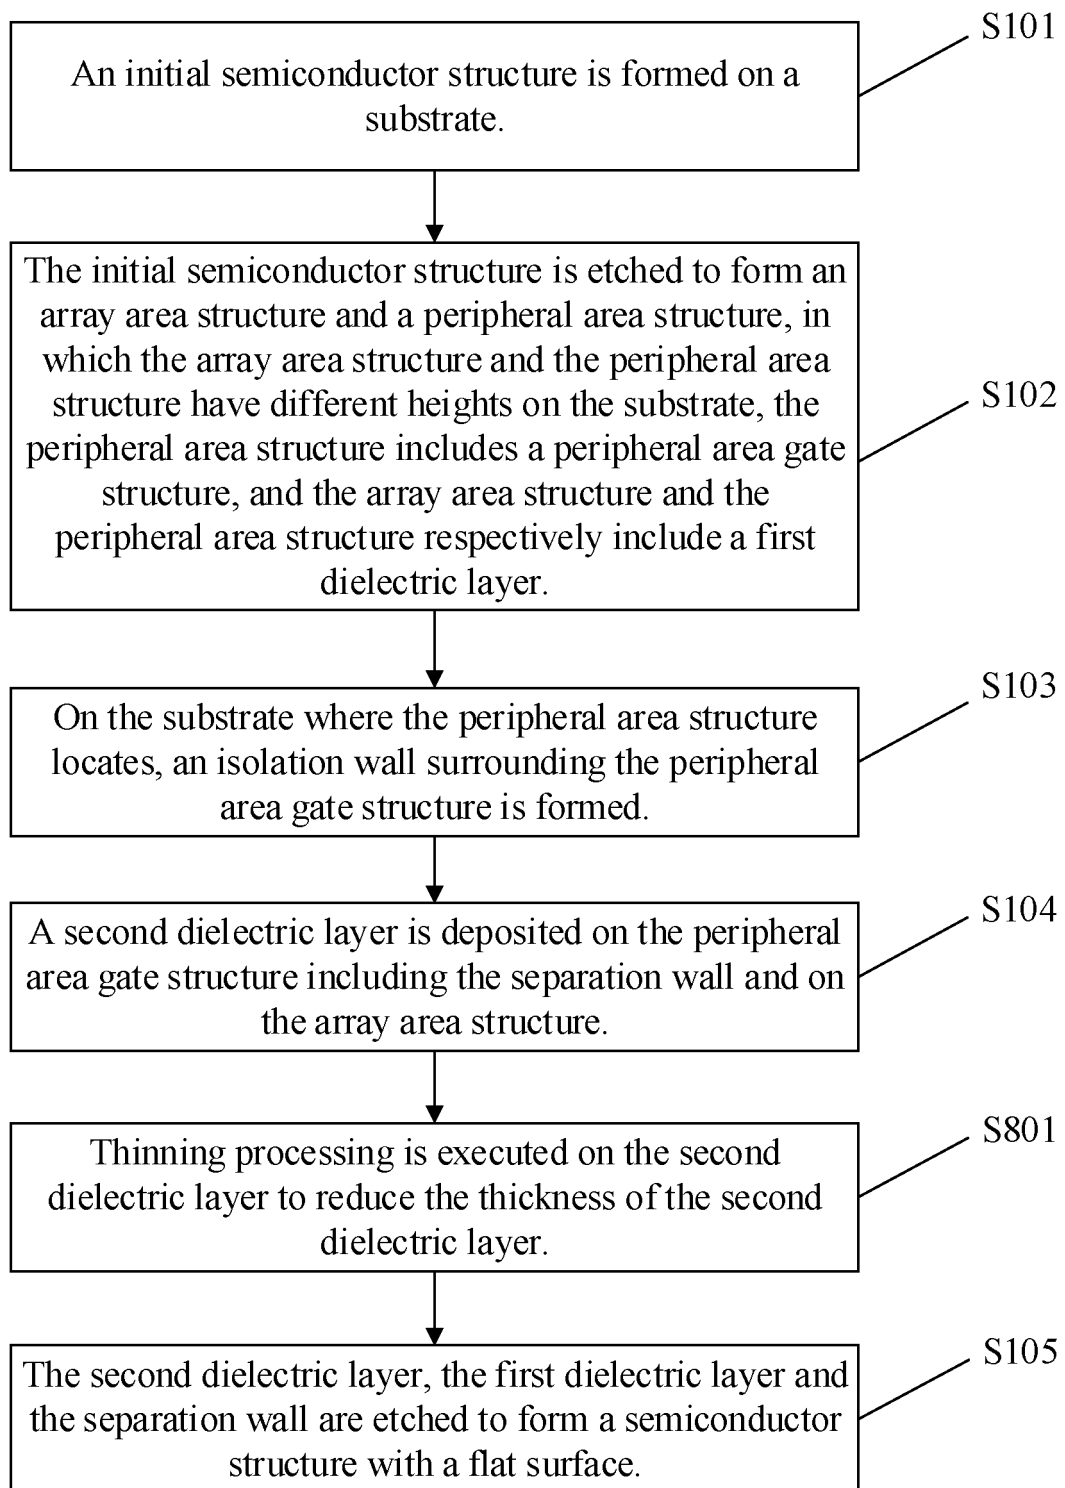 S101
An initial semiconductor structure is formed on a
substrate.
The initial semiconductor structure is etched to form an
array area structure and a peripheral area structure, in
which the array area structure and the peripheral area
structure have different heights on the substrate, the
peripheral area structure includes a peripheral area gate
structure, and the array area structure and the
peripheral area structure respectively include a first
dielectric layer.
S102
S103
On the substrate where the peripheral area structure
locates, an isolation wall surrounding the peripheral
area gate structure is formed.
S104
A second dielectric layer is deposited on the peripheral
area gate structure including the separation wall and on
the array area structure.
S801
Thinning processing is executed on the second
dielectric layer to reduce the thickness of the second
dielectric layer.
S105
The second dielectric layer, the first dielectric layer and
the separation wall are etched to form a semiconductor
structure with a flat surface.